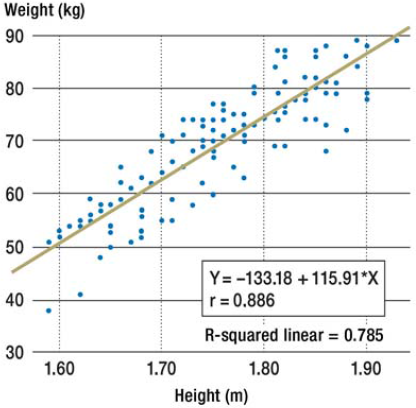 Weight (kg)
90
80
70
60
50
40
30
Y = –133.18 + 115.91*X
r = 0.886
R-squared linear = 0.785
1.60 1.70 1.80 1.90
Height (m)